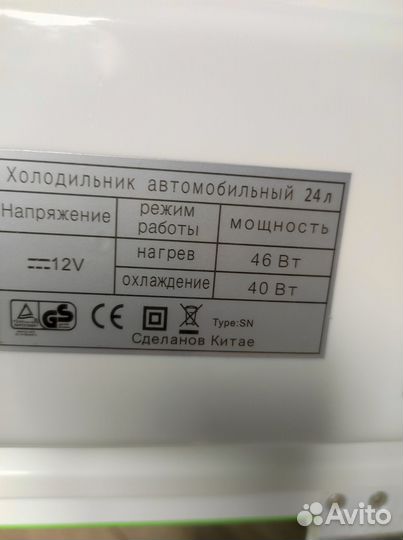 Холодильник автомобильный 24 л
Напряжение режим работы мощность
⎓12V нагрев 46 Вт
охлаждение 40 Вт
GS CE Type:SN
Сделанов Китае
Avito